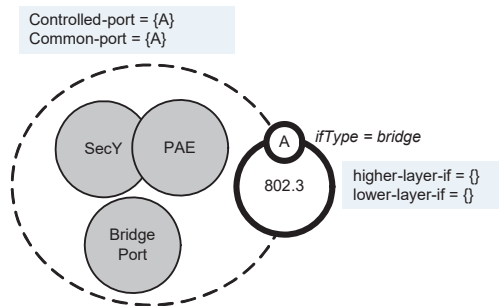 Controlled-port = {A}
Common-port = {A}
SecY
PAE
A
ifType = bridge
802.3
higher-layer-if = {}
lower-layer-if = {}
Bridge
Port